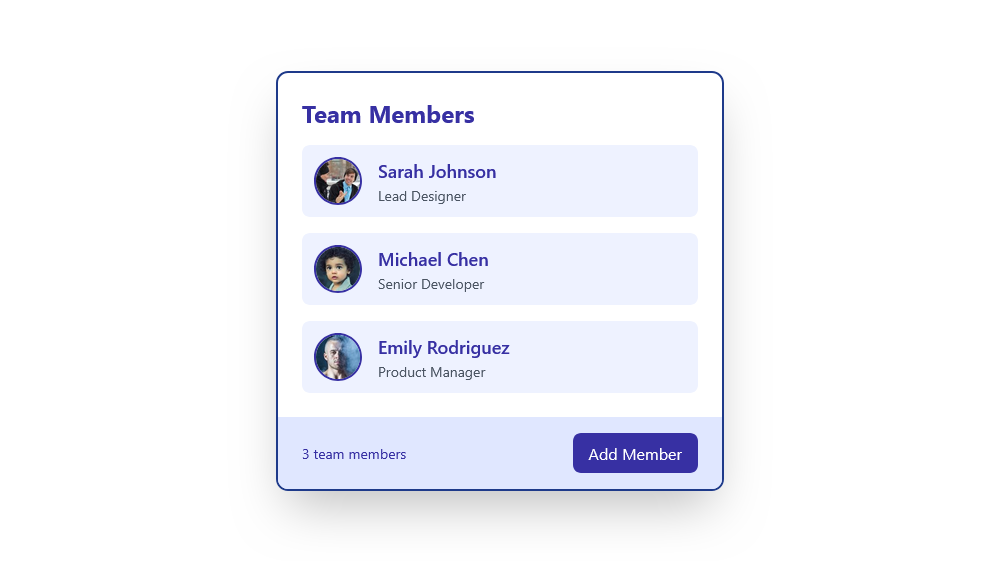 Team Members
Sarah Johnson
Lead Designer
Michael Chen
Senior Developer
Emily Rodriguez
Product Manager
3 team members
Add Member